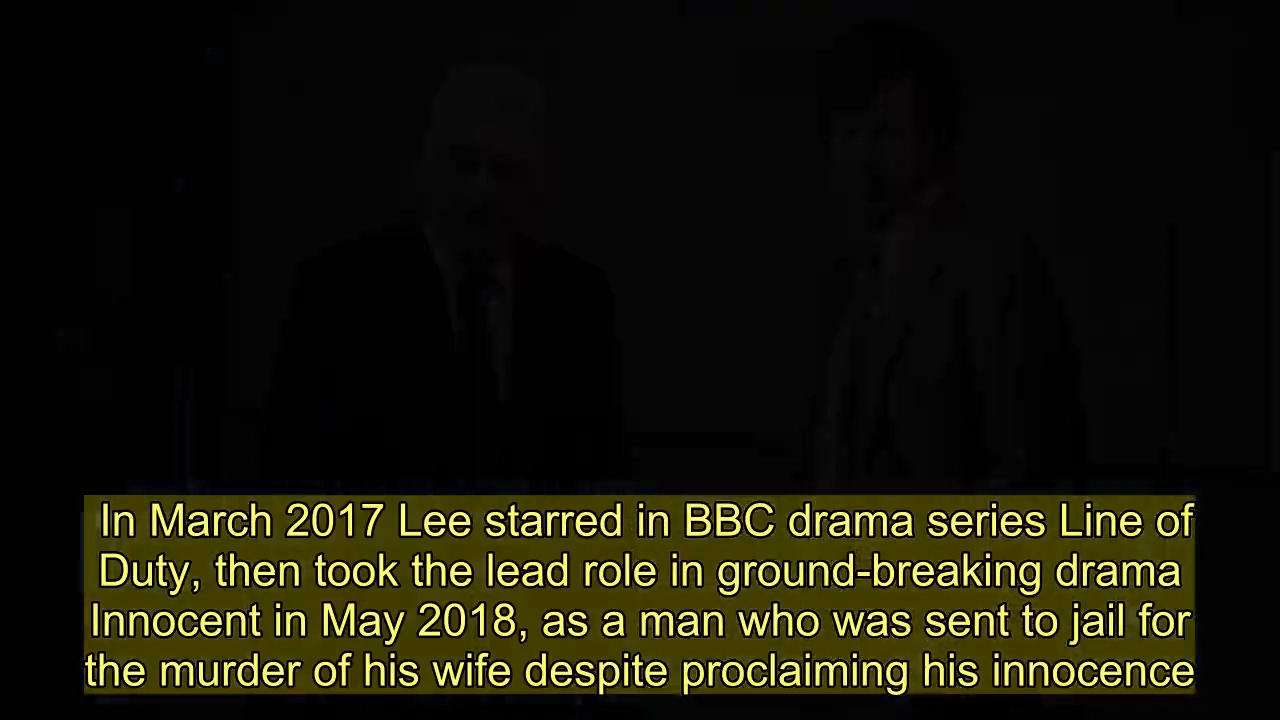 In March 2017 Lee starred in BBC drama series Line of
Duty, then took the lead role in ground-breaking drama
Innocent in May 2018, as a man who was sent to jail for
the murder of his wife despite proclaiming his innocence